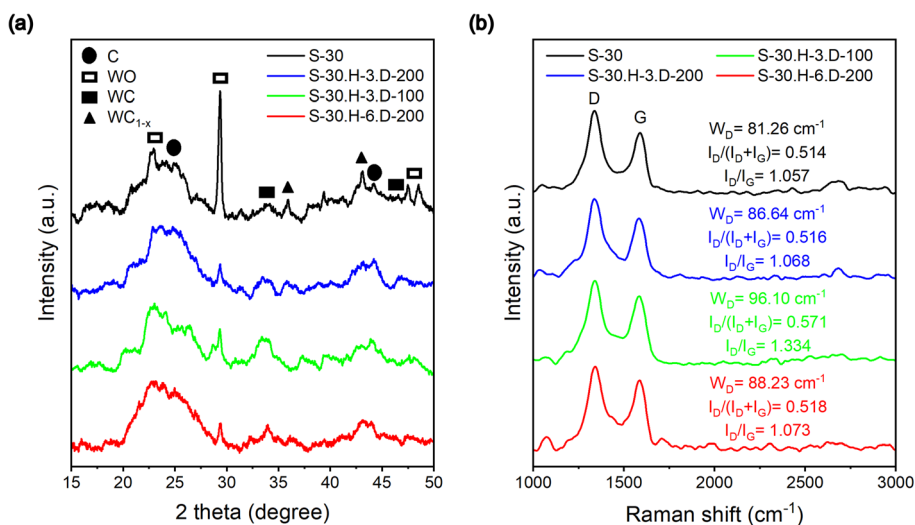 (a)
C
WO
WC
WC1-x
S-30
S-30.H-3.D-200
S-30.H-3.D-100
S-30.H-6.D-200
Intensity (a.u.)
15 20 25 30 35 40 45 50
2 theta (degree)
(b)
S-30
S-30.H-3.D-100
S-30.H-3.D-200
S-30.H-6.D-200
D
G
WD= 81.26 cm-1
ID/(ID+IG) = 0.514
ID/IG = 1.057
WD= 86.64 cm-1
ID/(ID+IG) = 0.516
ID/IG = 1.068
WD= 96.10 cm-1
ID/(ID+IG) = 0.571
ID/IG = 1.334
WD= 88.23 cm-1
ID/(ID+IG) = 0.518
ID/IG = 1.073
Intensity (a.u.)
1000 1500 2000 2500 3000
Raman shift (cm-1)